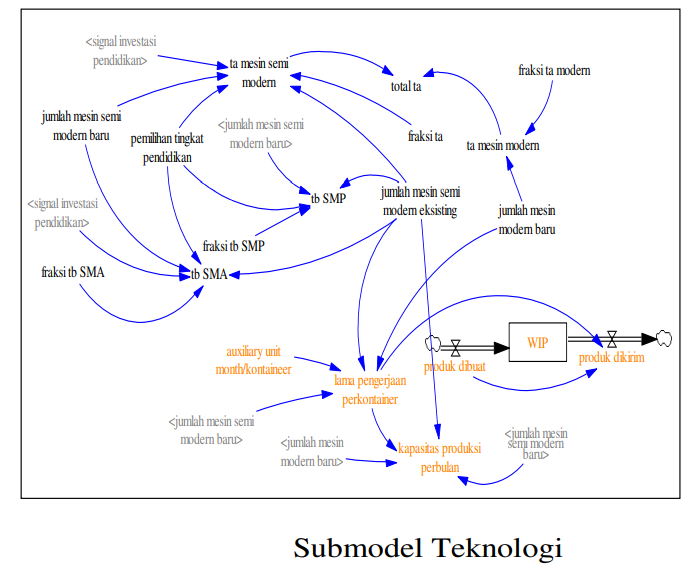 <signal investasi
pendidikan>
ta mesin semi
modern
total ta
fraksi ta modern
jumlah mesin semi
modern baru
pemilihan tingkat
pendidikan
<jumlah mesin semi
modern baru>
fraksi ta
ta mesin modern
<signal investasi
pendidikan>
tb SMP
jumlah mesin semi
modern eksisting
jumlah mesin
modern baru
fraksi tb SMP
fraksi tb SMA
tb SMA
WIP
produk dibuat
produk dikirim
auxiliary unit
month/kontaineer
lama pengerjaan
perkontainer
<jumlah mesin semi
modern baru>
<jumlah mesin
modern baru>
kapasitas produksi
perbulan
<jumlah mesin
semi modern
baru>
Submodel Teknologi